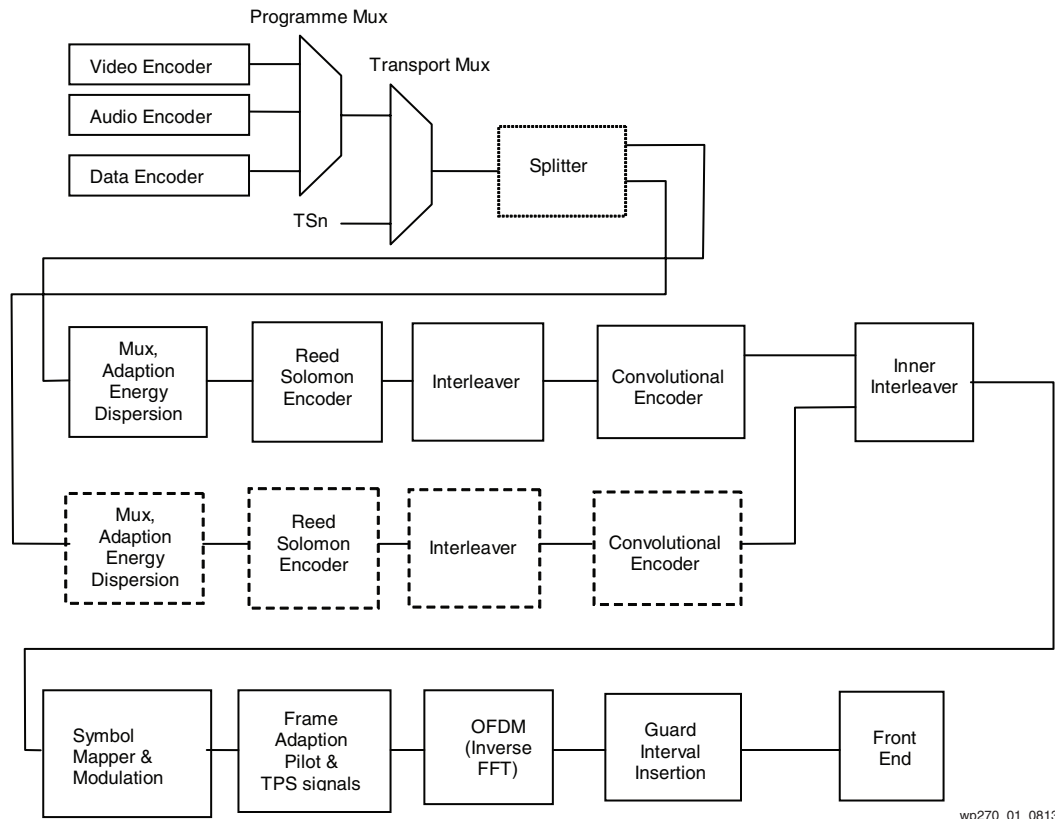 Programme Mux
Transport Mux
Video Encoder
Audio Encoder
Data Encoder
TSn
Splitter
Mux,
Adaption
Energy
Dispersion
Reed
Solomon
Encoder
Interleaver
Convolutional
Encoder
Inner
Interleaver
Mux,
Adaption
Energy
Dispersion
Reed
Solomon
Encoder
Interleaver
Convolutional
Encoder
Symbol
Mapper &
Modulation
Frame
Adaption
Pilot &
TPS signals
OFDM
(Inverse
FFT)
Guard
Interval
Insertion
Front
End
wp270_01_0813